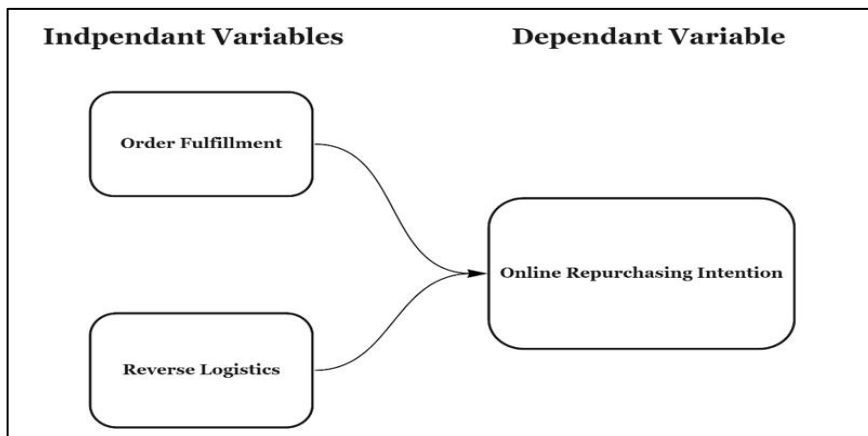 Indpendant Variables
Dependant Variable
Order Fulfillment
Online Repurchasing Intention
Reverse Logistics